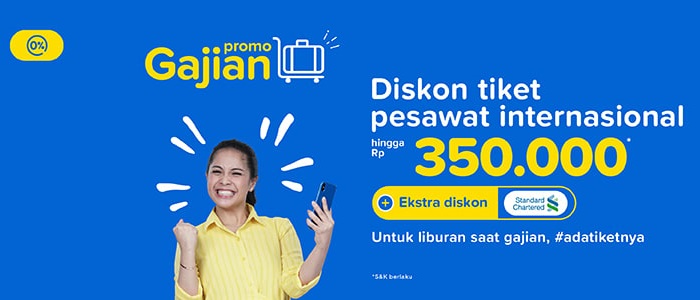 0%
promo
Gajian
Diskon tiket
pesawat internasional
hingga
Rp
350.000*
+ Ekstra diskon
Standard
Chartered
Untuk liburan saat gajian, #adatiketnya
*S&K berlaku